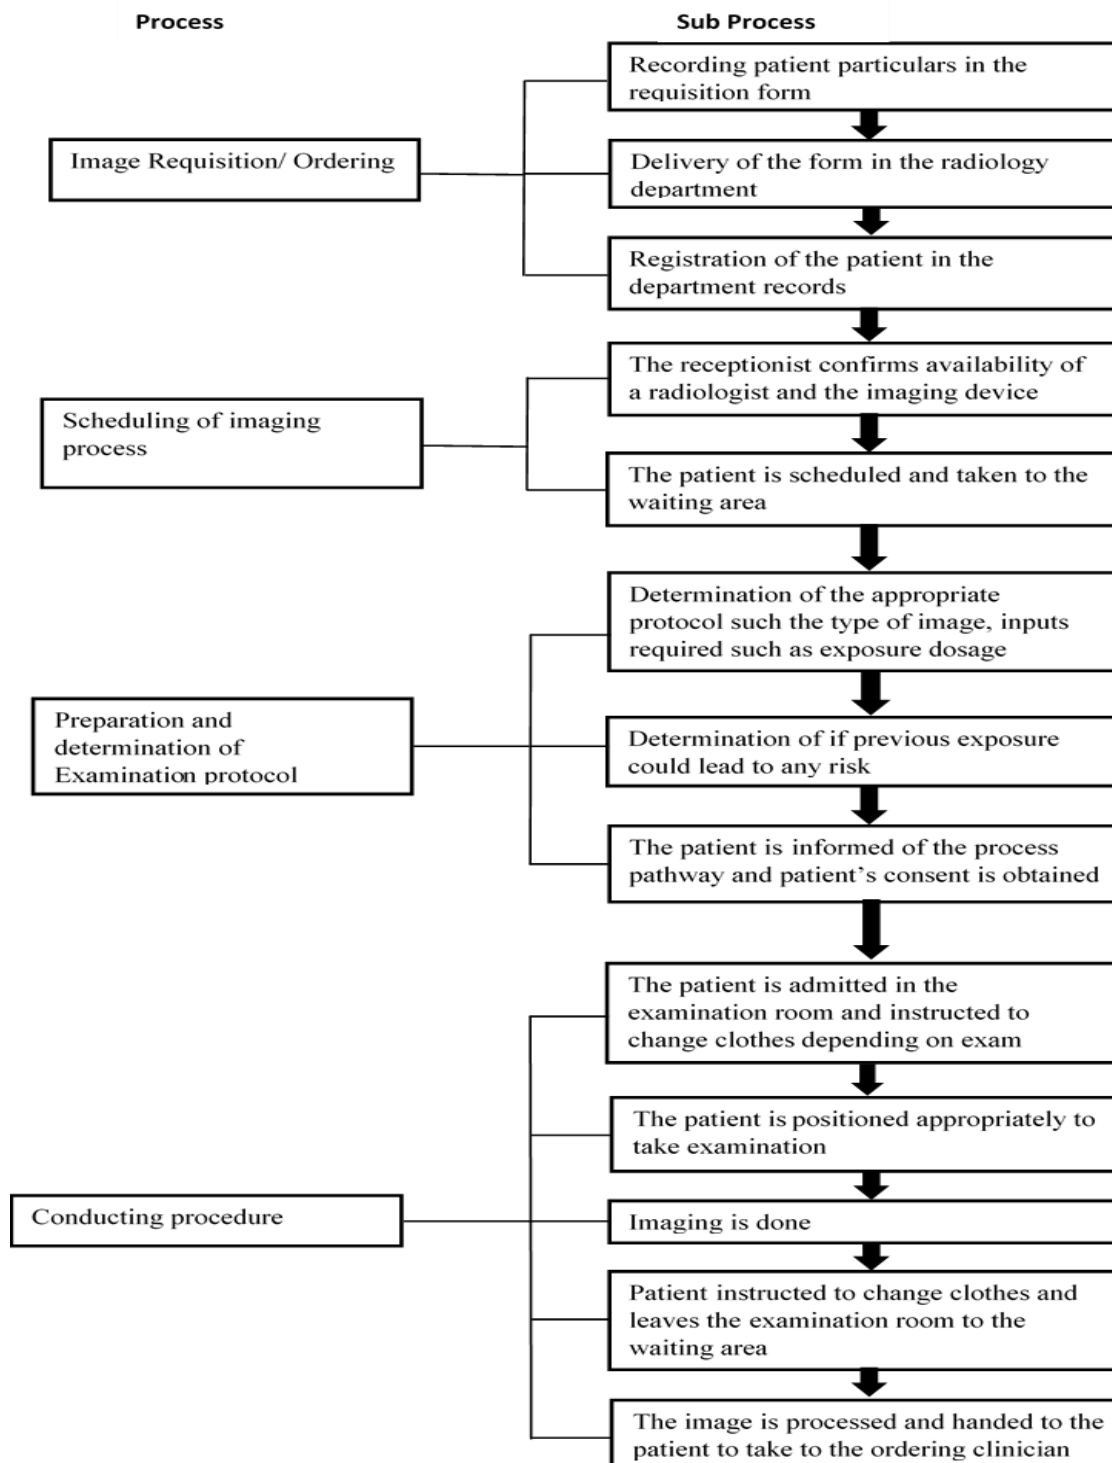 Process
Sub Process
Recording patient particulars in the
requisition form
Image Requisition/ Ordering
Delivery of the form in the radiology
department
Registration of the patient in the
department records
The receptionist confirms availability of
a radiologist and the imaging device
Scheduling of imaging
process
The patient is scheduled and taken to the
waiting area
Determination of the appropriate
protocol such the type of image, inputs
required such as exposure dosage
Preparation and
determination of
Examination protocol
Determination of if previous exposure
could lead to any risk
The patient is informed of the process
pathway and patient’s consent is obtained
The patient is admitted in the
examination room and instructed to
change clothes depending on exam
The patient is positioned appropriately to
take examination
Conducting procedure
Imaging is done
Patient instructed to change clothes and
leaves the examination room to the
waiting area
The image is processed and handed to the
patient to take to the ordering clinician